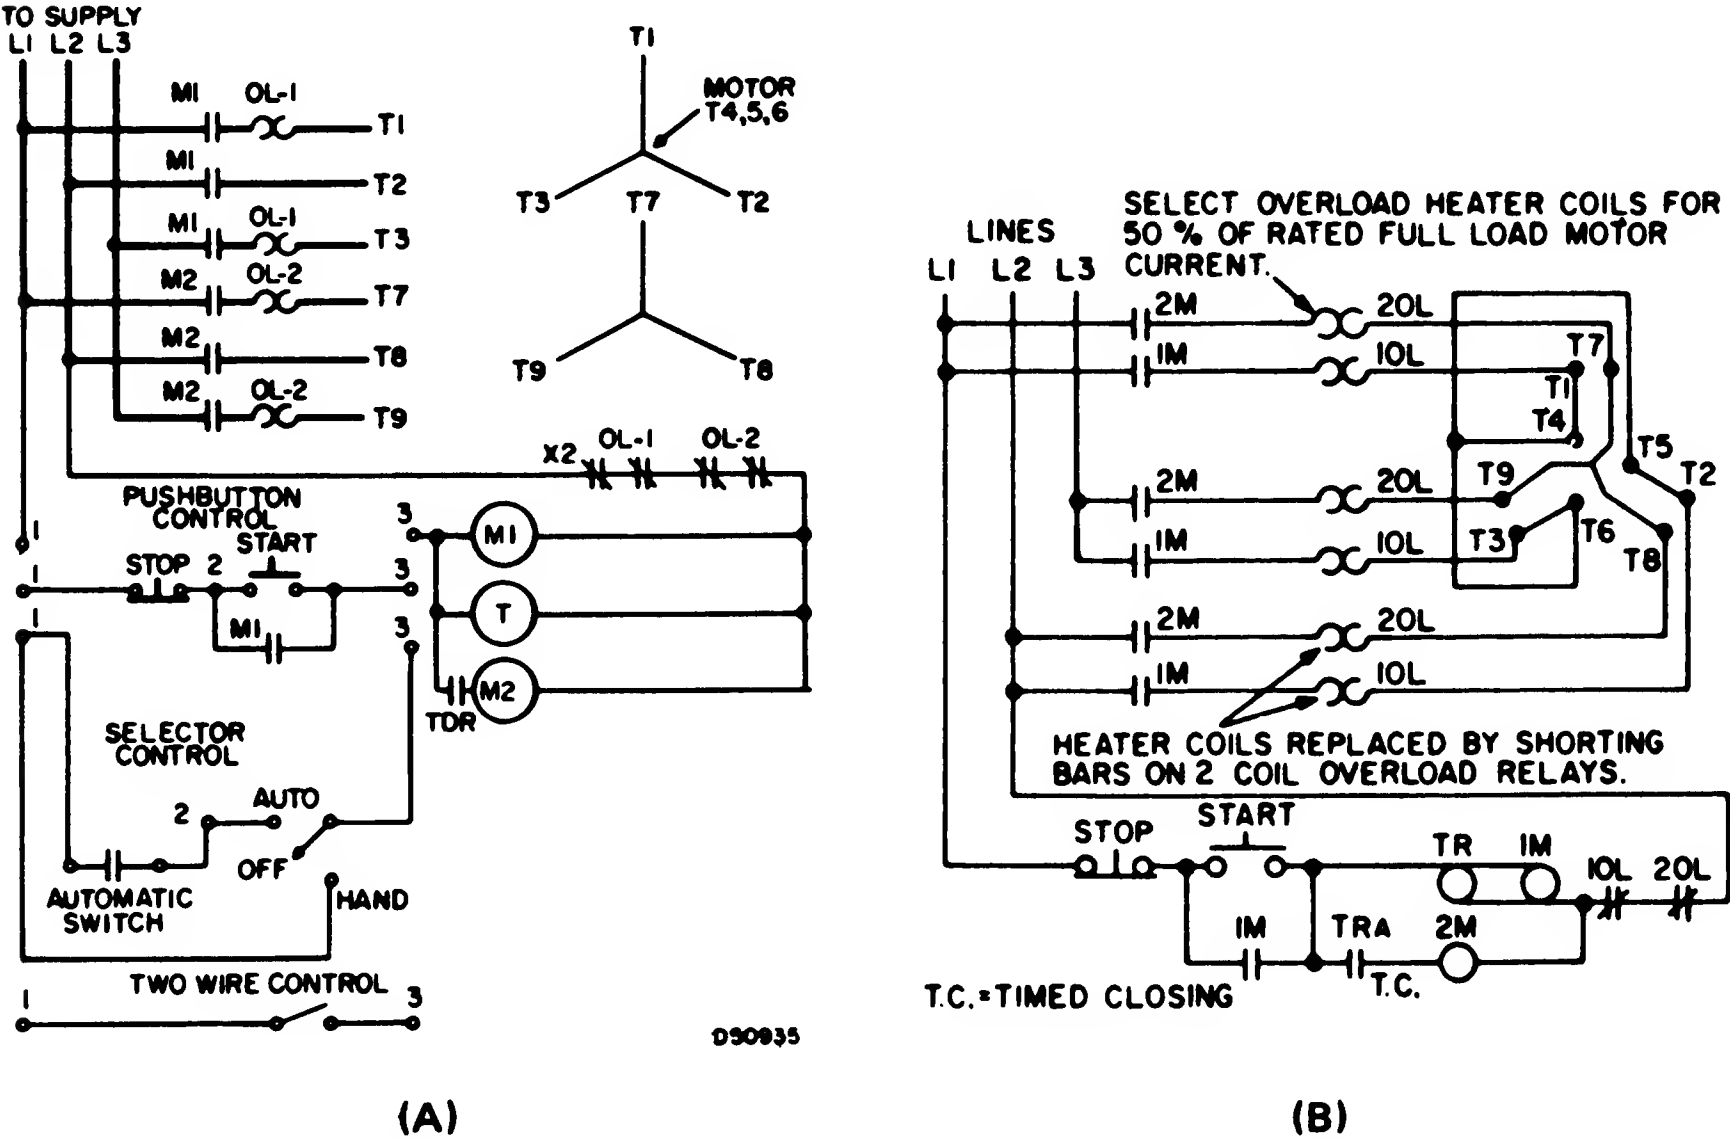 TO SUPPLY
L1 L2 L3
M1 OL-1 T1
M1 T2
M1 OL-1 T3
M2 OL-2 T7
M2 T8
M2 OL-2 T9
T1
MOTOR
T4,5,6
T3 T7 T2
T9 T8
X2 OL-1 OL-2
PUSHBUTTON
CONTROL
1
STOP 2 START
3
M1
1
3
T
1
M1
3
M2
TDR
SELECTOR
CONTROL
2 AUTO
OFF
HAND
AUTOMATIC
SWITCH
TWO WIRE CONTROL
1 3
DS0935
(A)
SELECT OVERLOAD HEATER COILS FOR
50 % OF RATED FULL LOAD MOTOR
CURRENT.
LINES
L1 L2 L3
2M 2OL
1M 1OL
T7
T1
T4
T5
T2
2M 2OL T9
1M 1OL T3 T6
T8
2M 2OL
1M 1OL
HEATER COILS REPLACED BY SHORTING
BARS ON 2 COIL OVERLOAD RELAYS.
STOP START TR 1M
1OL 2OL
1M TRA 2M
T.C.
T.C.=TIMED CLOSING
(B)